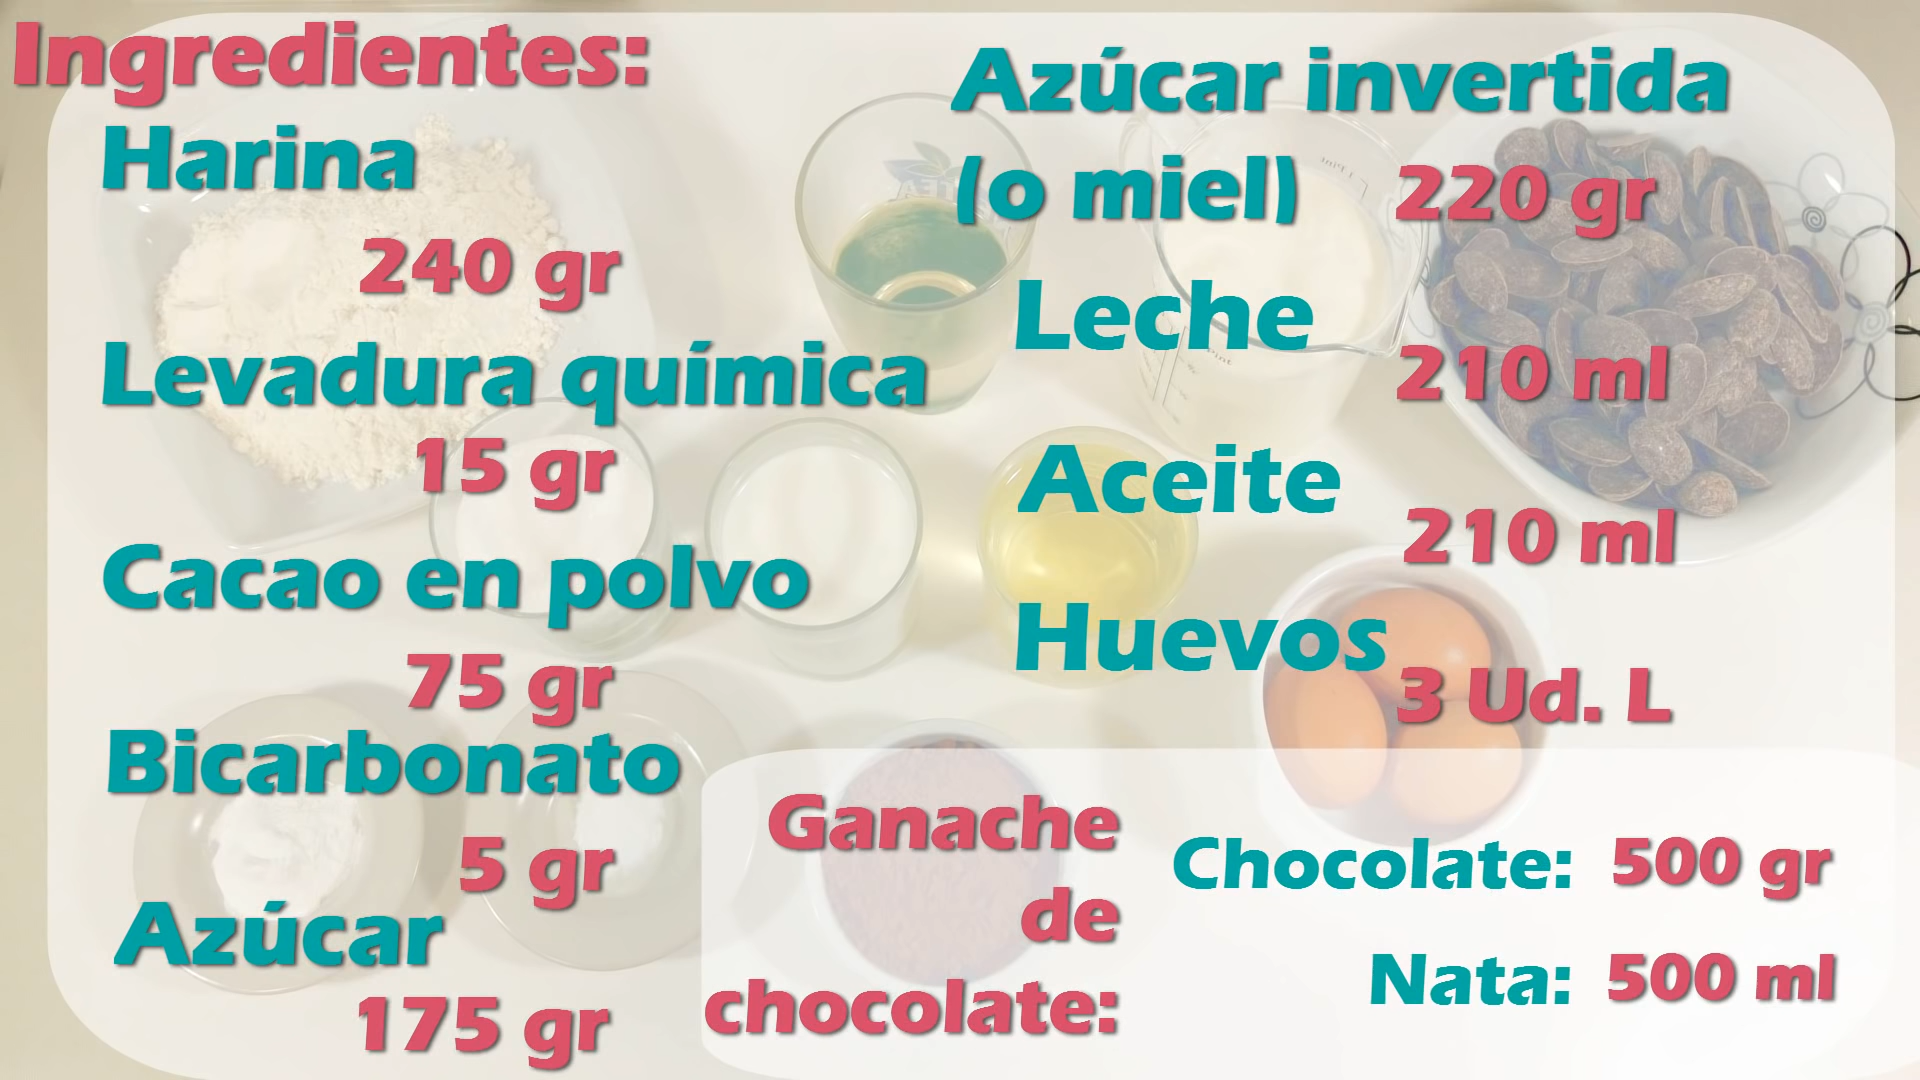 Ingredientes:
Harina
240 gr
Levadura química
15 gr
Cacao en polvo
75 gr
Bicarbonato
5 gr
Azúcar
175 gr
Azúcar invertida
(o miel) 220 gr
Leche
210 ml
Aceite
210 ml
Huevos
3 Ud. L
Ganache
de
chocolate:
Chocolate: 500 gr
Nata: 500 ml